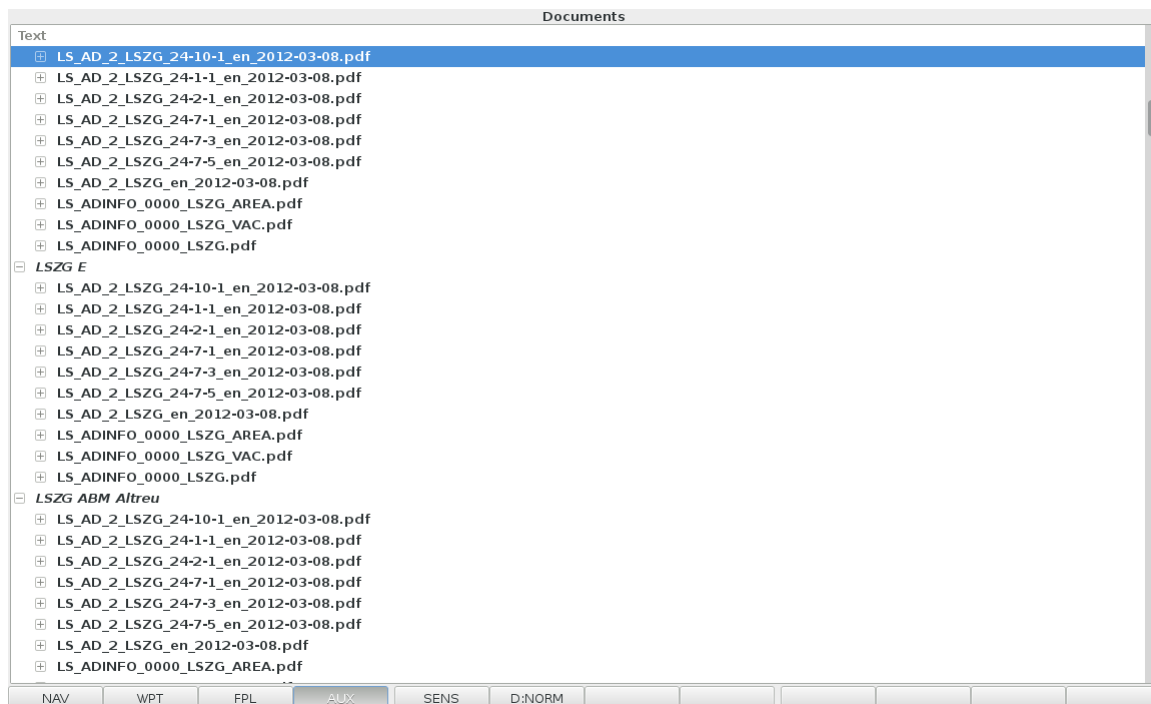 Documents
Text
LS_AD_2_LSZG_24-10-1_en_2012-03-08.pdf
LS_AD_2_LSZG_24-1-1_en_2012-03-08.pdf
LS_AD_2_LSZG_24-2-1_en_2012-03-08.pdf
LS_AD_2_LSZG_24-7-1_en_2012-03-08.pdf
LS_AD_2_LSZG_24-7-3_en_2012-03-08.pdf
LS_AD_2_LSZG_24-7-5_en_2012-03-08.pdf
LS_AD_2_LSZG_en_2012-03-08.pdf
LS_ADINFO_0000_LSZG_AREA.pdf
LS_ADINFO_0000_LSZG_VAC.pdf
LS_ADINFO_0000_LSZG.pdf
LSZG E
LS_AD_2_LSZG_24-10-1_en_2012-03-08.pdf
LS_AD_2_LSZG_24-1-1_en_2012-03-08.pdf
LS_AD_2_LSZG_24-2-1_en_2012-03-08.pdf
LS_AD_2_LSZG_24-7-1_en_2012-03-08.pdf
LS_AD_2_LSZG_24-7-3_en_2012-03-08.pdf
LS_AD_2_LSZG_24-7-5_en_2012-03-08.pdf
LS_AD_2_LSZG_en_2012-03-08.pdf
LS_ADINFO_0000_LSZG_AREA.pdf
LS_ADINFO_0000_LSZG_VAC.pdf
LS_ADINFO_0000_LSZG.pdf
LSZG ABM Altreu
LS_AD_2_LSZG_24-10-1_en_2012-03-08.pdf
LS_AD_2_LSZG_24-1-1_en_2012-03-08.pdf
LS_AD_2_LSZG_24-2-1_en_2012-03-08.pdf
LS_AD_2_LSZG_24-7-1_en_2012-03-08.pdf
LS_AD_2_LSZG_24-7-3_en_2012-03-08.pdf
LS_AD_2_LSZG_24-7-5_en_2012-03-08.pdf
LS_AD_2_LSZG_en_2012-03-08.pdf
LS_ADINFO_0000_LSZG_AREA.pdf
NAV WPT FPL AUX SENS D:NORM